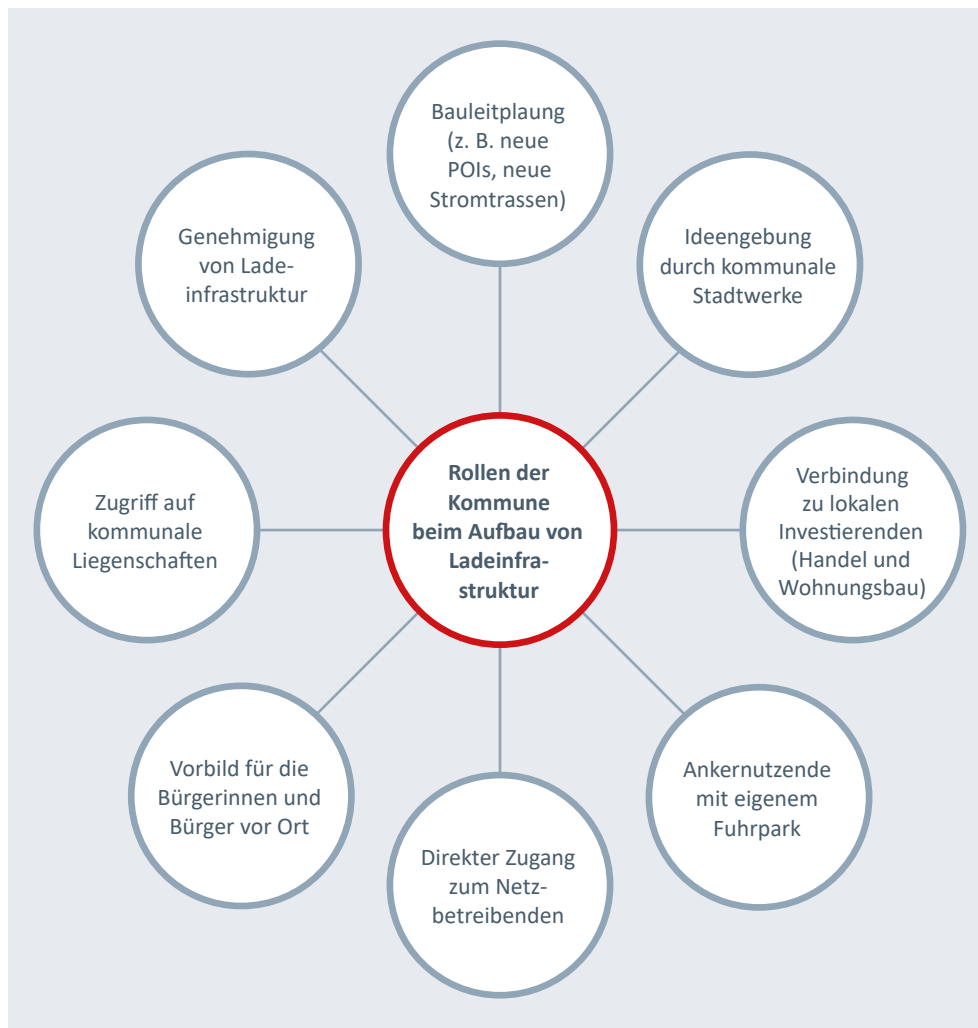 Bauleitplaung
(z. B. neue
POIs, neue
Stromtrassen)
Genehmigung
von Lade-
infrastruktur
Ideengebung
durch kommunale
Stadtwerke
Zugriff auf
kommunale
Liegenschaften
Rollen der
Kommune
beim Aufbau von
Ladeinfra-
struktur
Verbindung
zu lokalen
Investierenden
(Handel und
Wohnungsbau)
Vorbild für die
Bürgerinnen und
Bürger vor Ort
Ankernutzende
mit eigenem
Fuhrpark
Direkter Zugang
zum Netz-
betreibenden